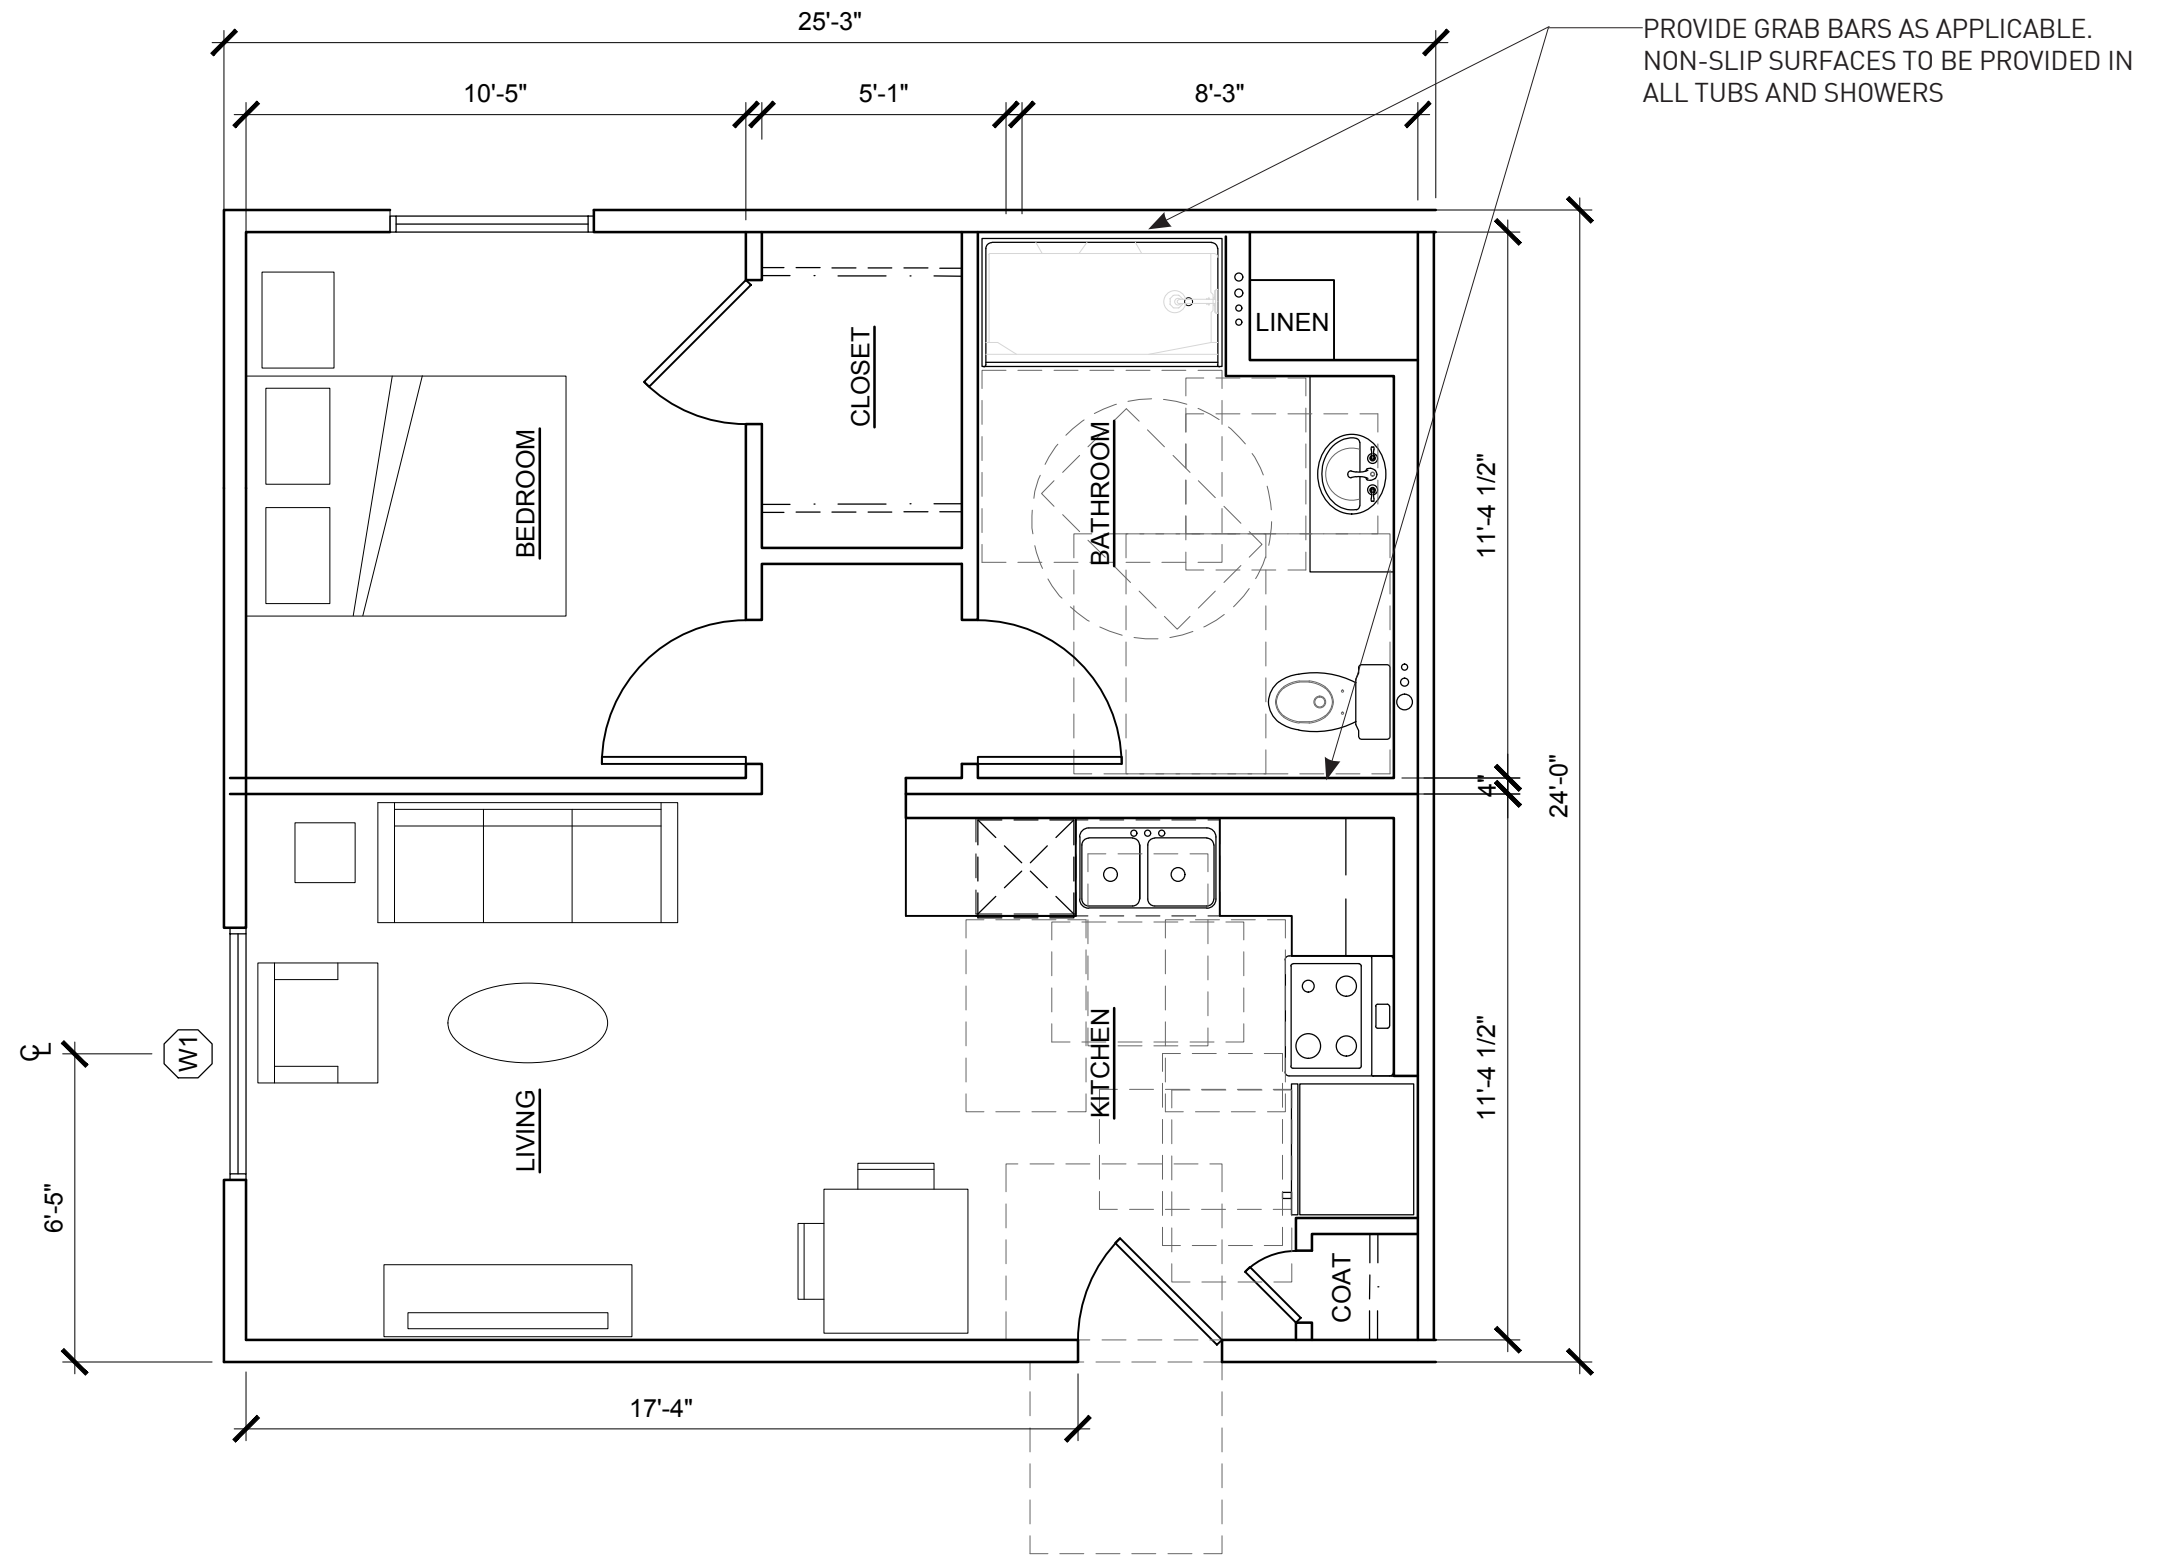 25'-3"
PROVIDE GRAB BARS AS APPLICABLE.
NON-SLIP SURFACES TO BE PROVIDED IN
ALL TUBS AND SHOWERS
10'-5"
5'-1"
8'-3"
LINEN
CLOSET
BEDROOM
BATHROOM
11'-4 1/2"
4"
24'-0"
CL
W1
LIVING
KITCHEN
11'-4 1/2"
6'-5"
COAT
17'-4"